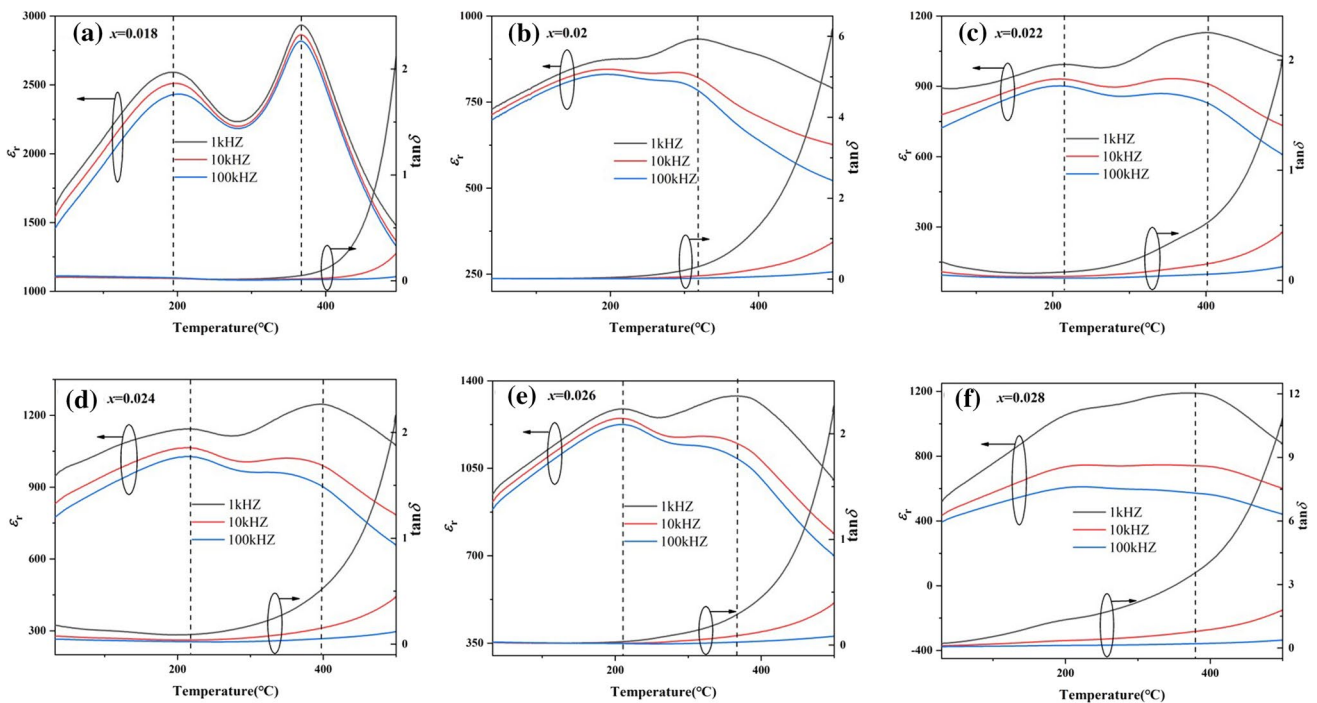 (a) x=0.018
3000
2500
2000
1500
1000
εr
2
1
0
tanδ
1kHZ
10kHZ
100kHZ
200 400
Temperature(°C)
(b) x=0.02
1000
750
500
250
εr
6
5
4
3
2
1
0
tanδ
1kHZ
10kHZ
100kHZ
200 400
Temperature(°C)
(c) x=0.022
1200
900
600
300
εr
2
1
0
tanδ
1kHZ
10kHZ
100kHZ
200 400
Temperature(°C)
(d) x=0.024
1200
900
600
300
εr
2
1
0
tanδ
1kHZ
10kHZ
100kHZ
200 400
Temperature(°C)
(e) x=0.026
1400
1050
700
350
εr
2
1
0
tanδ
1kHZ
10kHZ
100kHZ
200 400
Temperature(°C)
(f) x=0.028
1200
800
400
0
-400
εr
12
9
6
3
0
tanδ
1kHZ
10kHZ
100kHZ
200 400
Temperature(°C)